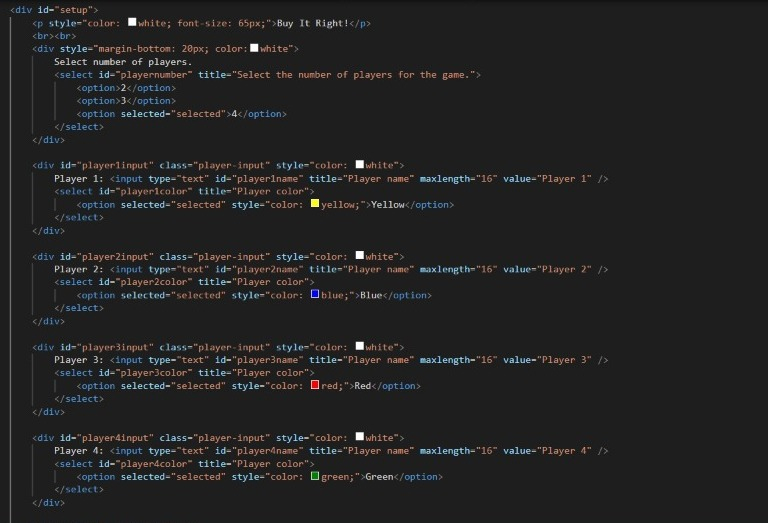 <div id="setup">
<p style="color: white; font-size: 65px;">Buy It Right!</p>
<br><br>
<div style="margin-bottom: 20px; color: white">
Select number of players.
<select id="playernumber" title="Select the number of players for the game.">
<option>2</option>
<option>3</option>
<option selected="selected">4</option>
</select>
</div>
<div id="player1input" class="player-input" style="color: white">
Player 1: <input type="text" id="player1name" title="Player name" maxlength="16" value="Player 1" />
<select id="player1color" title="Player color">
<option selected="selected" style="color: yellow;">Yellow</option>
</select>
</div>
<div id="player2input" class="player-input" style="color: white">
Player 2: <input type="text" id="player2name" title="Player name" maxlength="16" value="Player 2" />
<select id="player2color" title="Player color">
<option selected="selected" style="color: blue;">Blue</option>
</select>
</div>
<div id="player3input" class="player-input" style="color: white">
Player 3: <input type="text" id="player3name" title="Player name" maxlength="16" value="Player 3" />
<select id="player3color" title="Player color">
<option selected="selected" style="color: red;">Red</option>
</select>
</div>
<div id="player4input" class="player-input" style="color: white">
Player 4: <input type="text" id="player4name" title="Player name" maxlength="16" value="Player 4" />
<select id="player4color" title="Player color">
<option selected="selected" style="color: green;">Green</option>
</select>
</div>